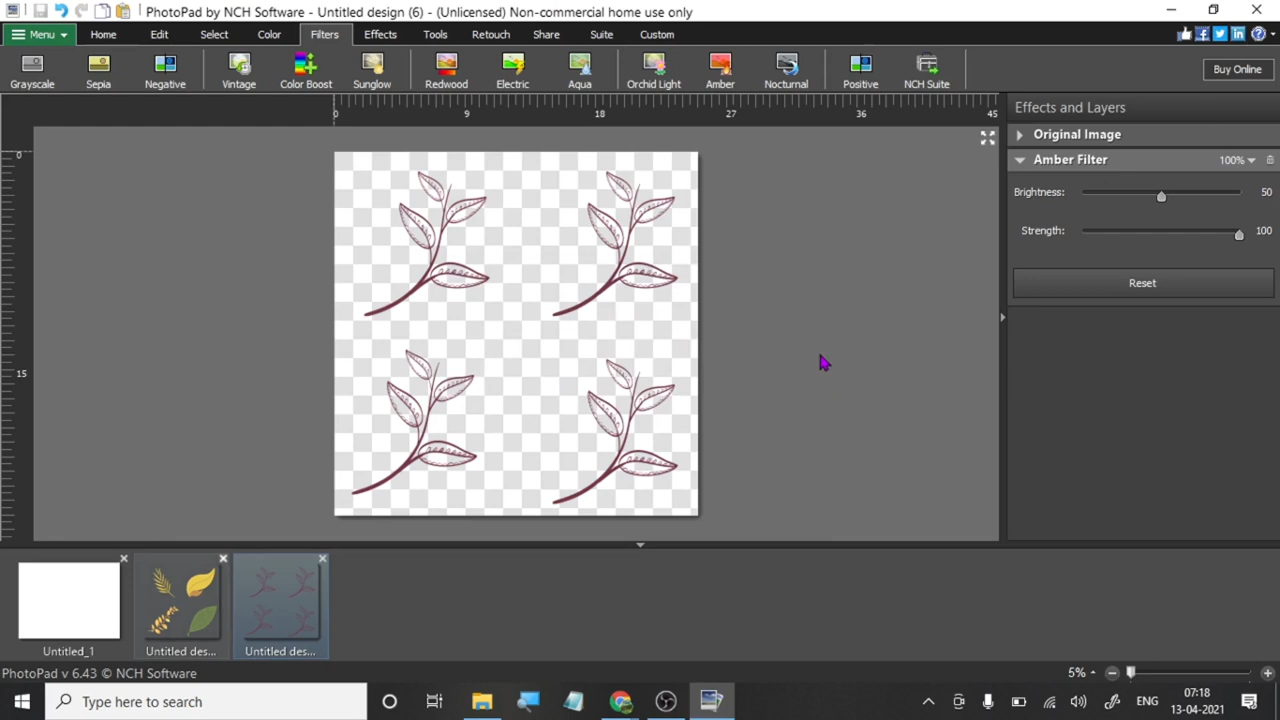 PhotoPad by NCH Software - Untitled design (6) - (Unlicensed) Non-commercial home use only
Menu Home Edit Select Color Filters Effects Tools Retouch Share Suite Custom
Grayscale Sepia Negative Vintage Color Boost Sunglow Redwood Electric Aqua Orchid Light Amber Nocturnal Positive NCH Suite Buy Online
0 9 18 27 36 45
0
15
Effects and Layers
Original Image
Amber Filter 100%
Brightness: 50
Strength: 100
Reset
Untitled_1 Untitled des... Untitled des...
PhotoPad v 6.43 © NCH Software 5%
Type here to search ENG 07:18
13-04-2021